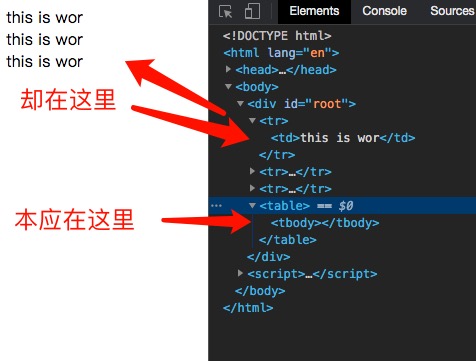 this is wor
this is wor
this is wor
却在这里
本应在这里
Elements Console Sources
<!DOCTYPE html>
<html lang="en">
<head>…</head>
<body>
<div id="root">
<tr>
<td>this is wor</td>
</tr>
<tr>…</tr>
<tr>…</tr>
… <table> == $0
<tbody></tbody>
</table>
</div>
<script>…</script>
</body>
</html>